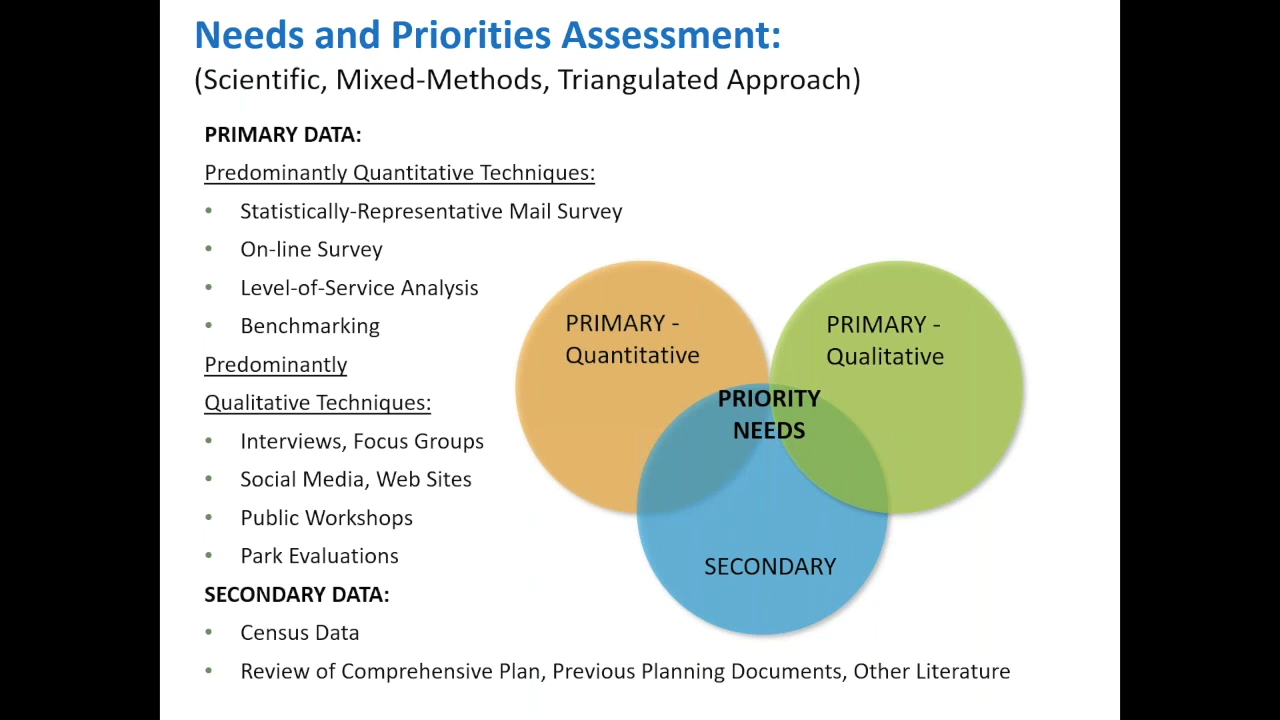 Needs and Priorities Assessment:
(Scientific, Mixed-Methods, Triangulated Approach)
PRIMARY DATA:
Predominantly Quantitative Techniques:
• Statistically-Representative Mail Survey
• On-line Survey
• Level-of-Service Analysis
• Benchmarking
Predominantly
Qualitative Techniques:
• Interviews, Focus Groups
• Social Media, Web Sites
• Public Workshops
• Park Evaluations
SECONDARY DATA:
• Census Data
• Review of Comprehensive Plan, Previous Planning Documents, Other Literature
PRIMARY -
Quantitative
PRIMARY -
Qualitative
PRIORITY
NEEDS
SECONDARY